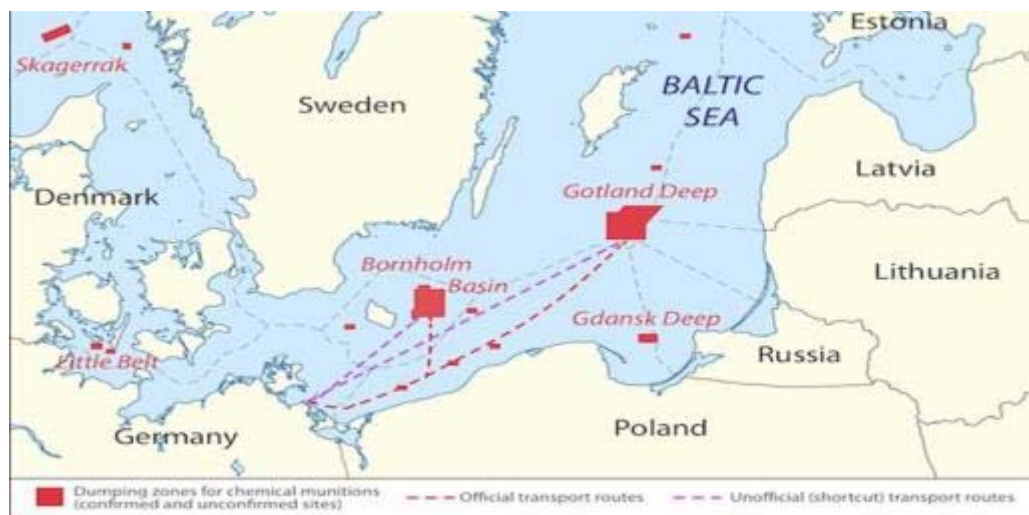 Estonia
Skagerrak
Sweden
BALTIC
SEA
Latvia
Denmark
Gotland Deep
Lithuania
Bornholm
Basin
Gdansk Deep
Russia
Little Belt
Germany
Poland
Dumping zones for chemical munitions
(confirmed and unconfirmed sites)
Official transport routes
Unofficial (shortcut) transport routes